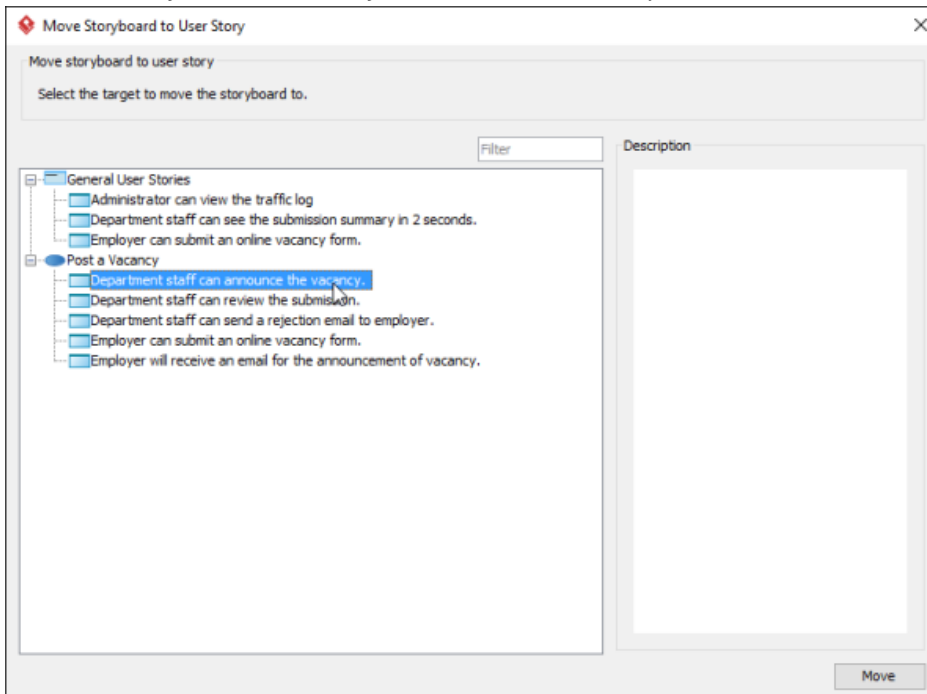 Move Storyboard to User Story
Move storyboard to user story
Select the target to move the storyboard to.
Filter
Description
General User Stories
Administrator can view the traffic log
Department staff can see the submission summary in 2 seconds.
Employer can submit an online vacancy form.
Post a Vacancy
Department staff can announce the vacancy.
Department staff can review the submission.
Department staff can send a rejection email to employer.
Employer can submit an online vacancy form.
Employer will receive an email for the announcement of vacancy.
Move